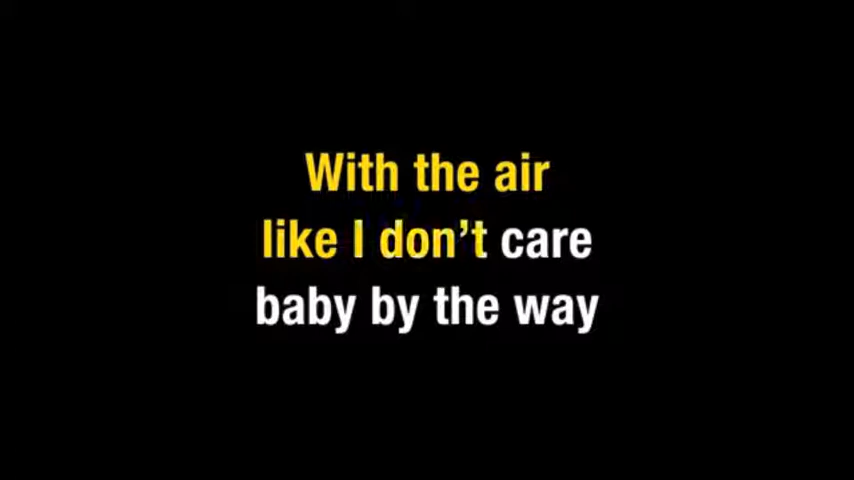 With the air
like I don’t care
baby by the way